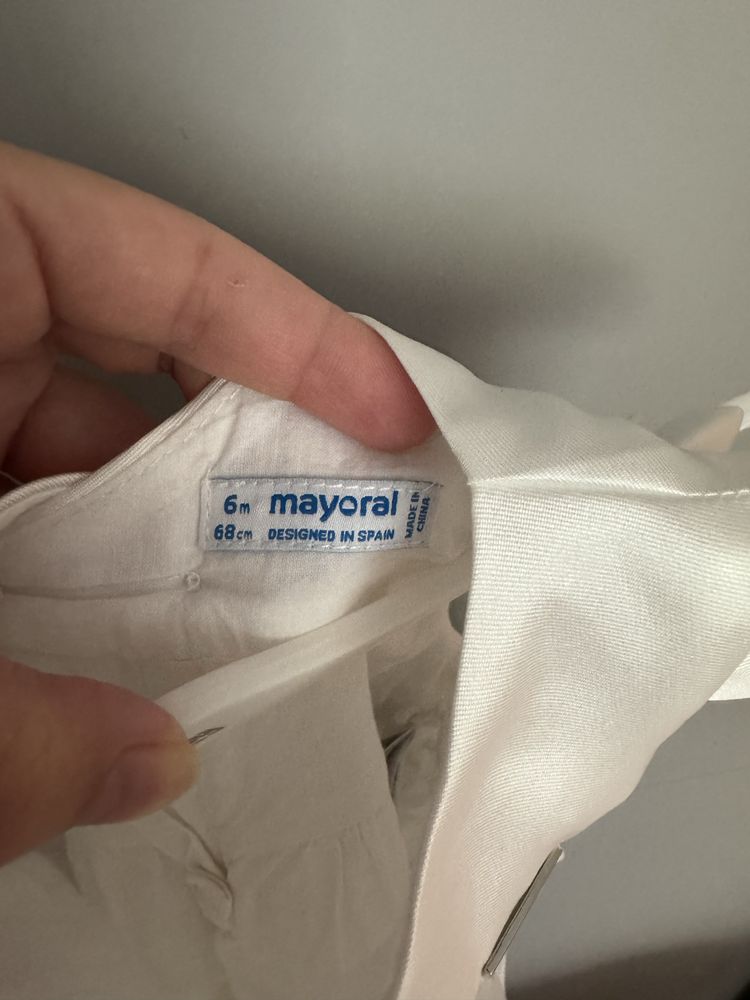 6m mayoral
68cm DESIGNED IN SPAIN
MADE IN
CHINA